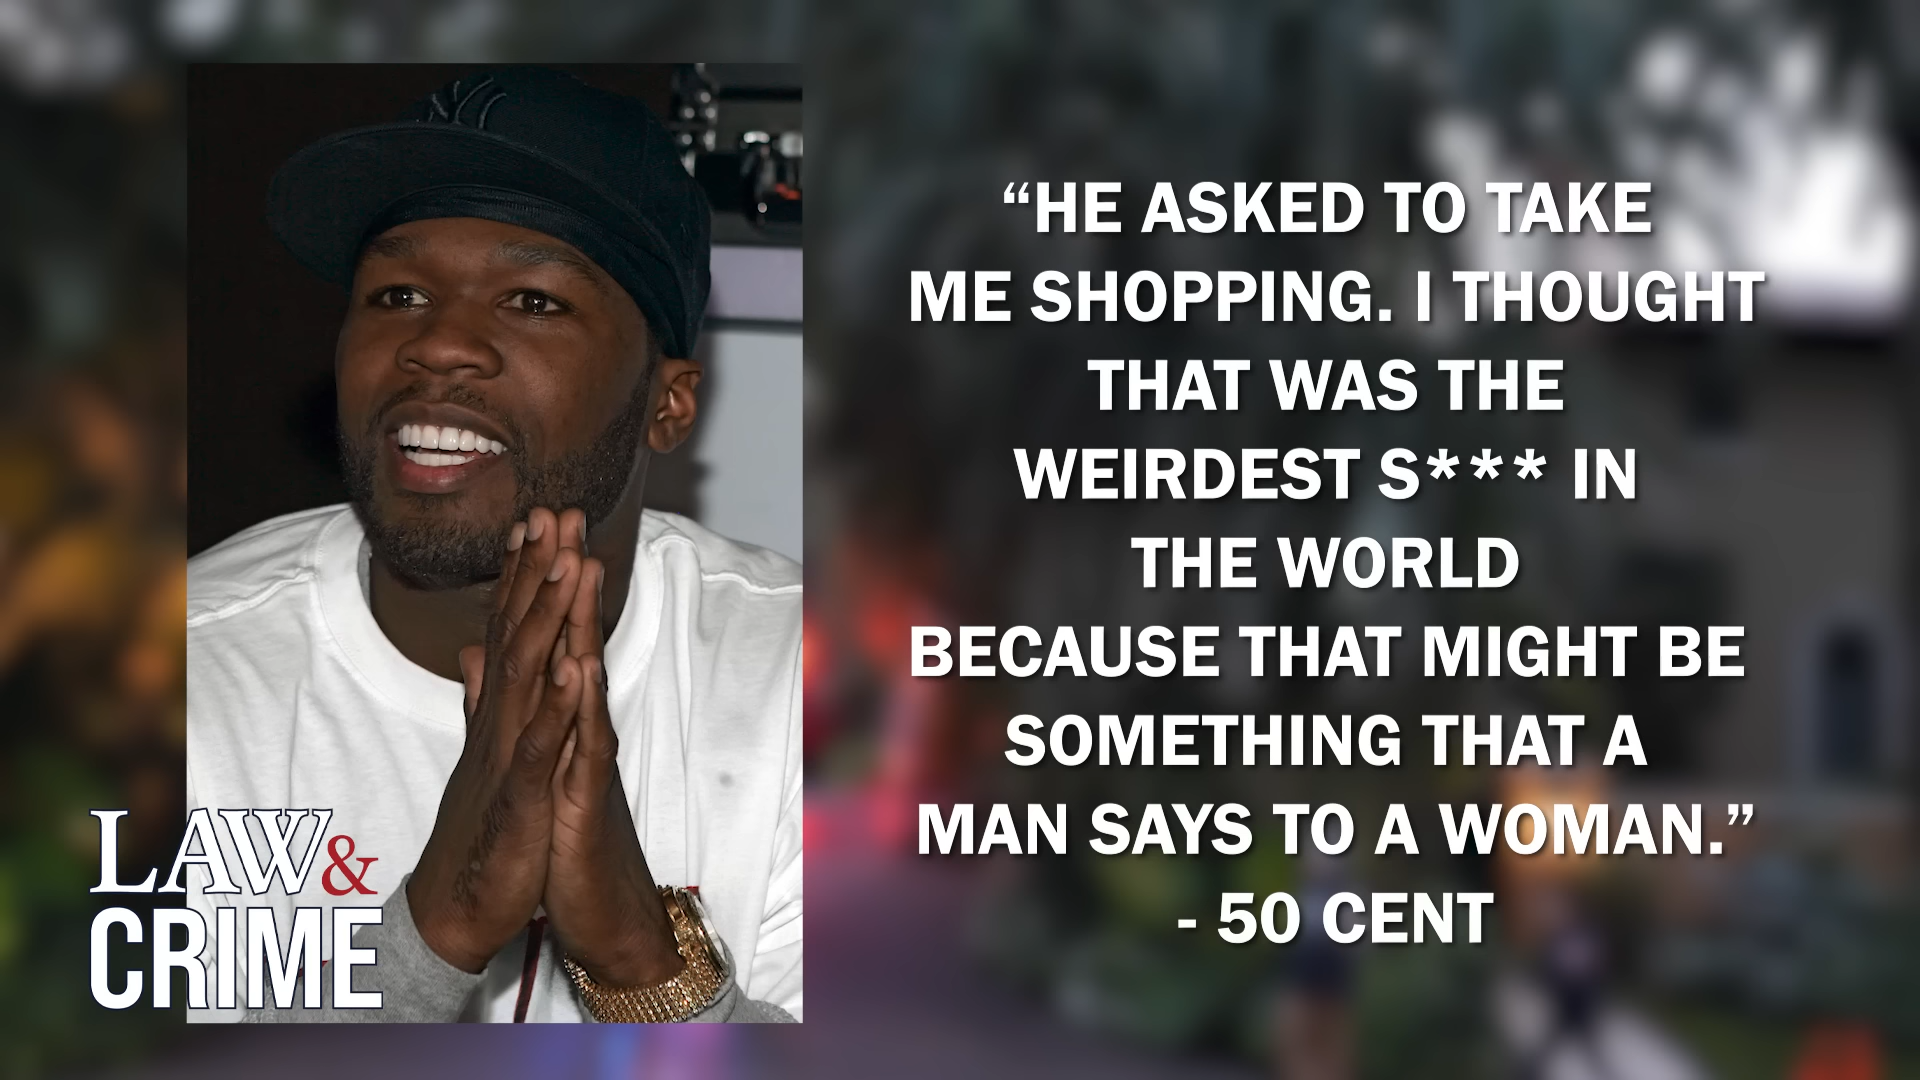 “HE ASKED TO TAKE
ME SHOPPING. I THOUGHT
THAT WAS THE
WEIRDEST S*** IN
THE WORLD
BECAUSE THAT MIGHT BE
SOMETHING THAT A
MAN SAYS TO A WOMAN.”
- 50 CENT
LAW&
CRIME